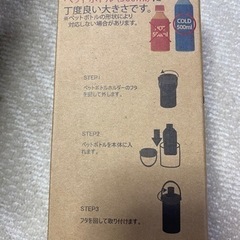 丁度良い大きさです。
※ペットボトルの形状により
対応しない場合があります。
COLD
500ml
STEP1
ペットボトルホルダーのフタ
を回して外します。
STEP2
ペットボトルを本体に入
れます。
STEP3
フタを回して取り付けます。